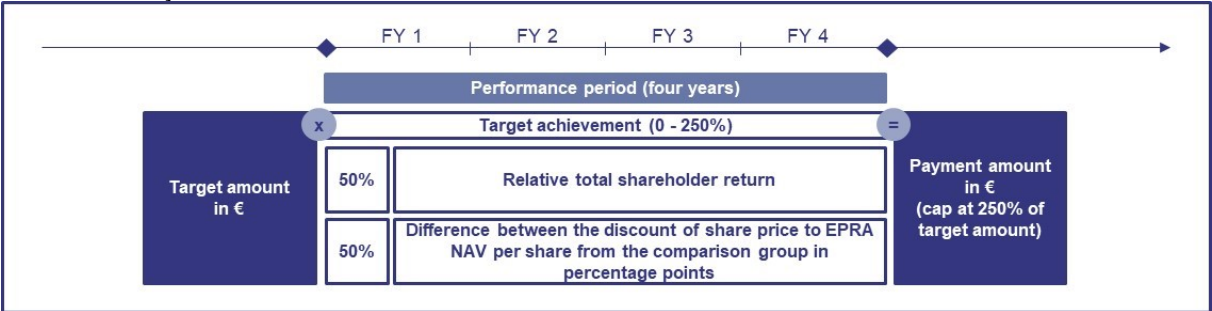 FY 1 FY 2 FY 3 FY 4
Performance period (four years)
x Target achievement (0 - 250%) =
Target amount
in €
50% Relative total shareholder return
50% Difference between the discount of share price to EPRA
NAV per share from the comparison group in
percentage points
Payment amount
in €
(cap at 250% of
target amount)